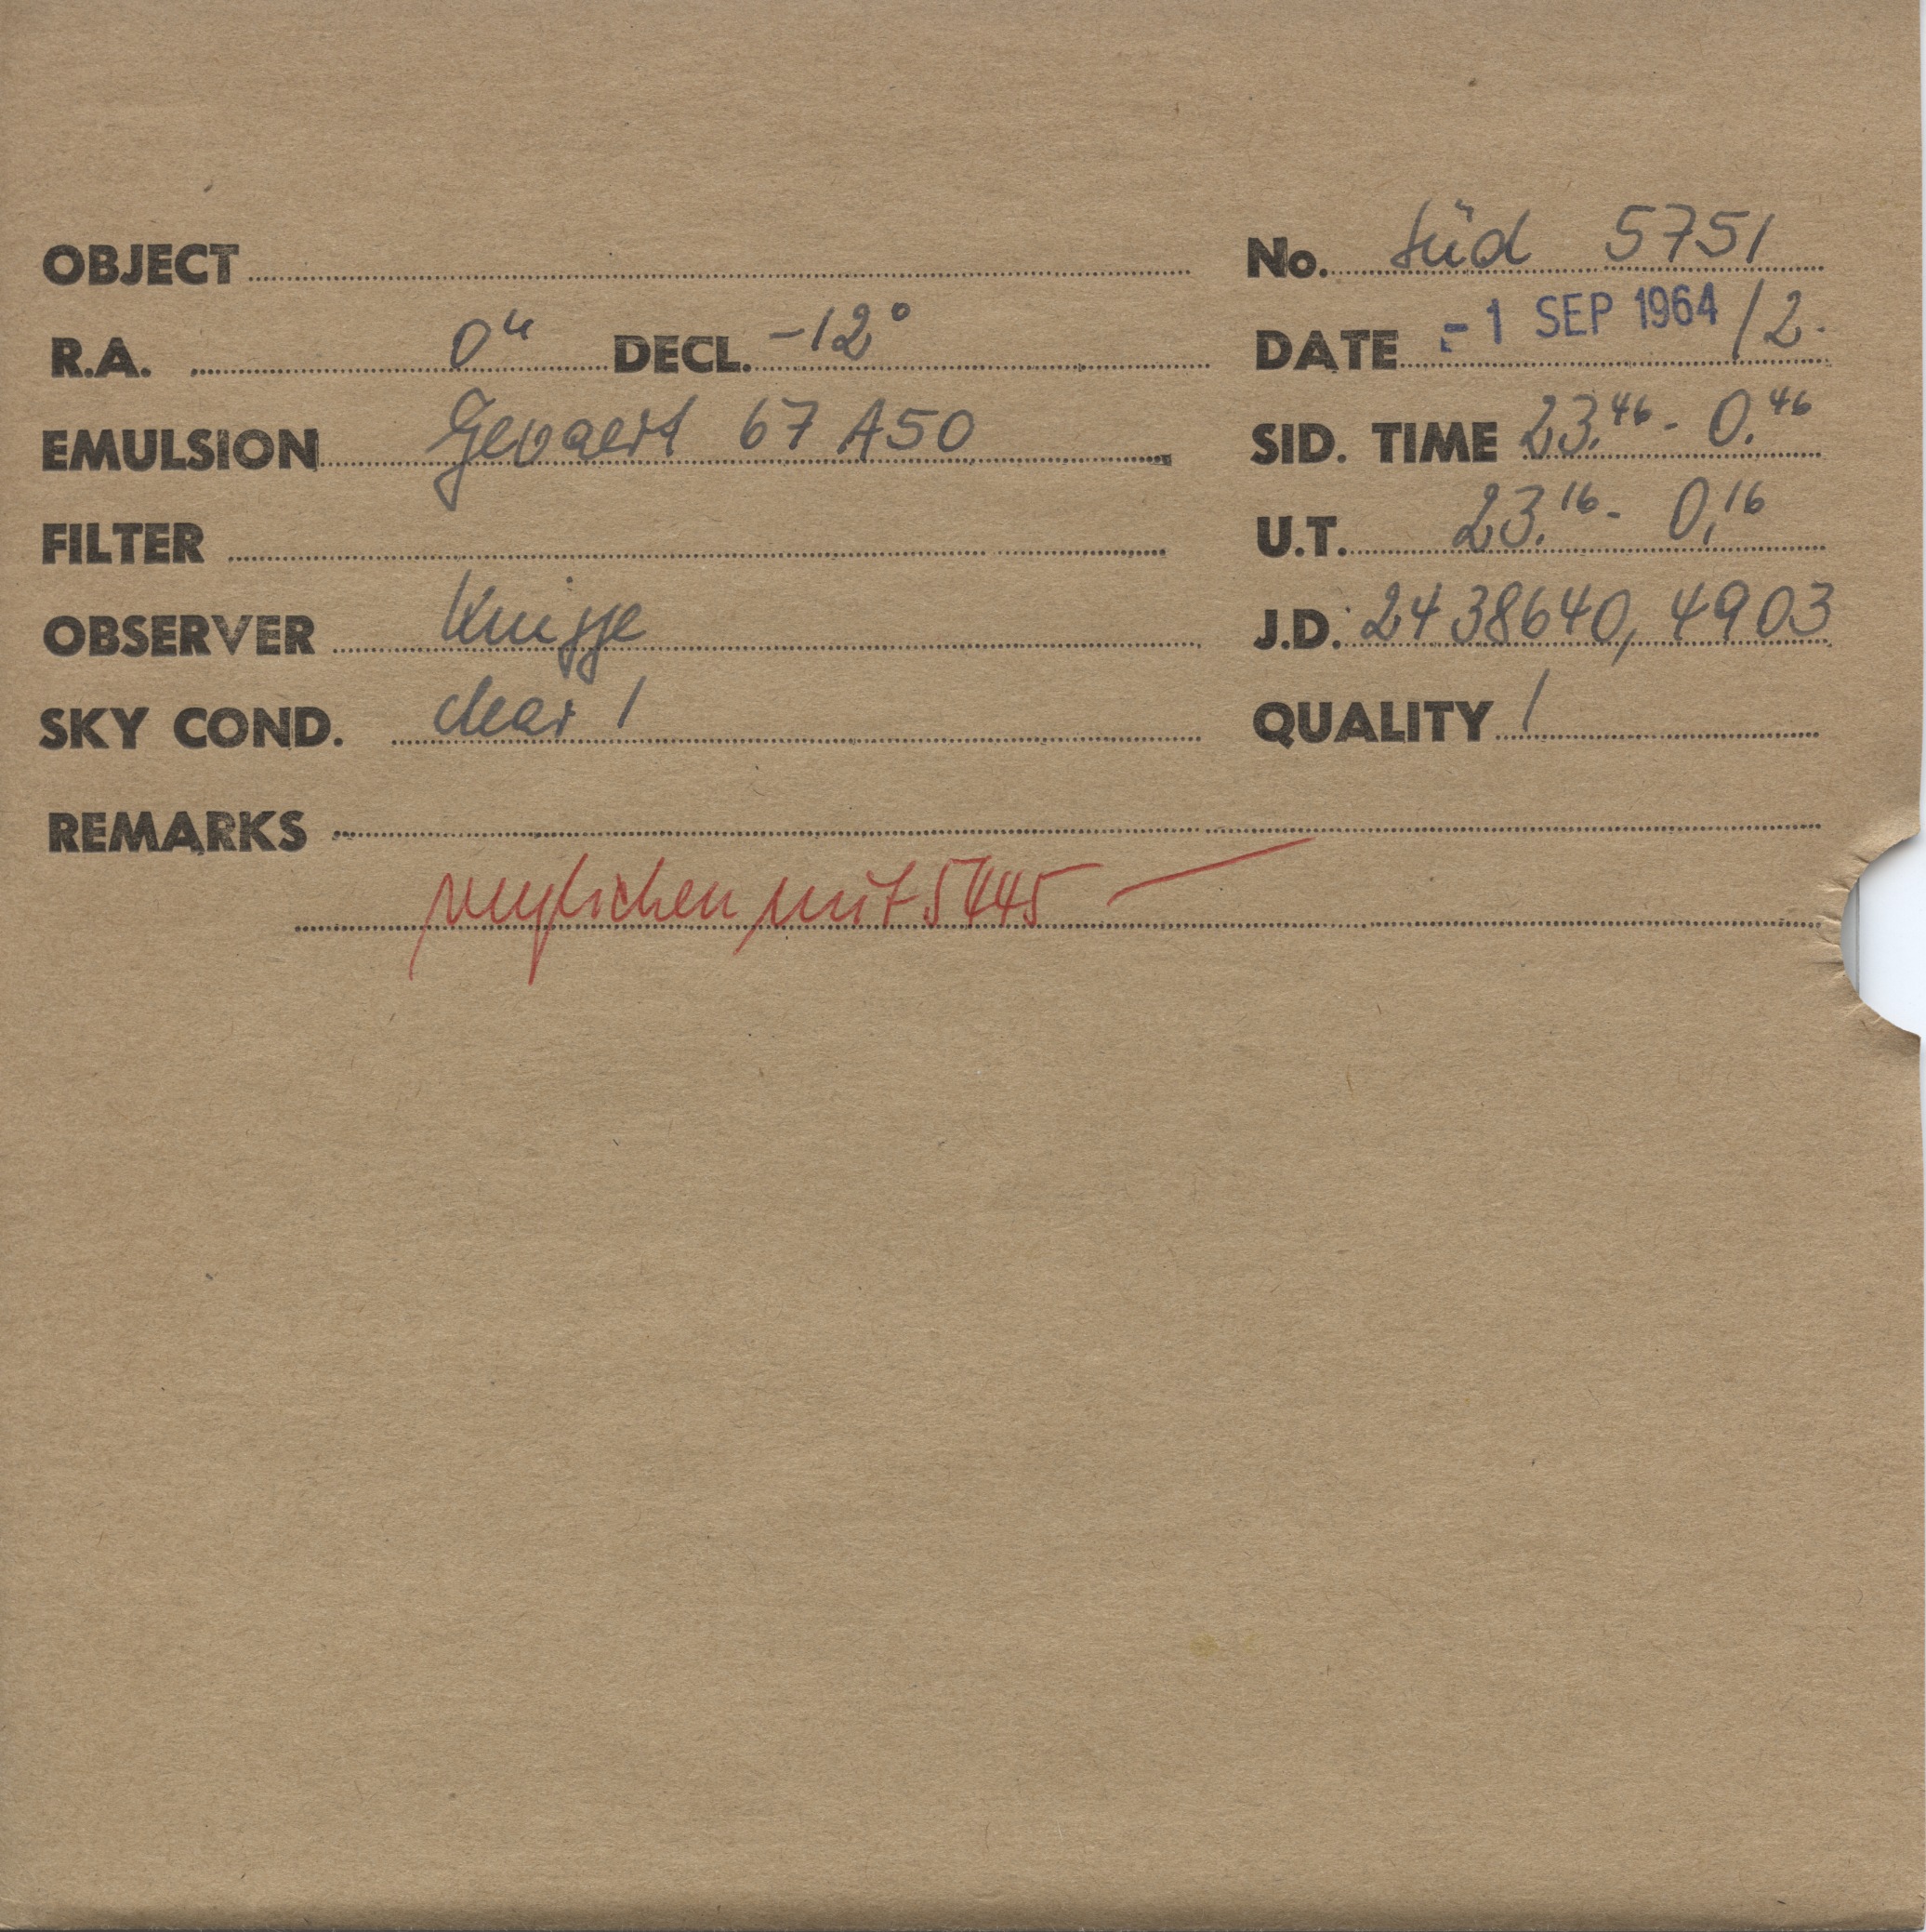 OBJECT
No. Süd 5751
R.A. 0ʰ DECL. -12°
DATE -1 SEP 1964 /2.
EMULSION Gevaert 67 A50
SID. TIME 23.46 - 0.46
FILTER
U.T. 23.16 - 0.16
OBSERVER Knigge
J.D. 2438640,4903
SKY COND. clear 1
QUALITY 1
REMARKS
verglichen mit 5445 —